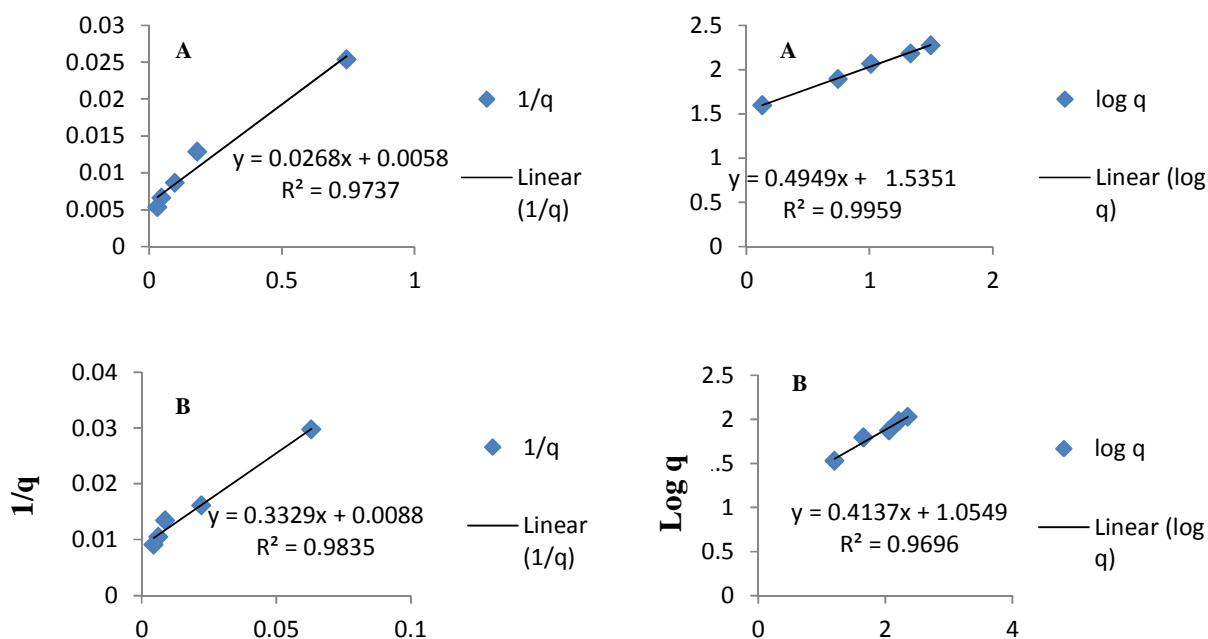 A
0.03
0.025
0.02
0.015
0.01
0.005
0
0
0.5
1
y = 0.0268x + 0.0058
R² = 0.9737
1/q
Linear
(1/q)
A
2.5
2
1.5
1
0.5
0
0
1
2
y = 0.4949x + 1.5351
R² = 0.9959
log q
Linear (log
q)
B
1/q
0.04
0.03
0.02
0.01
0
0
0.05
0.1
y = 0.3329x + 0.0088
R² = 0.9835
1/q
Linear
(1/q)
B
Log q
2.5
2
1.5
1
0.5
0
0
2
4
y = 0.4137x + 1.0549
R² = 0.9696
log q
Linear (log
q)